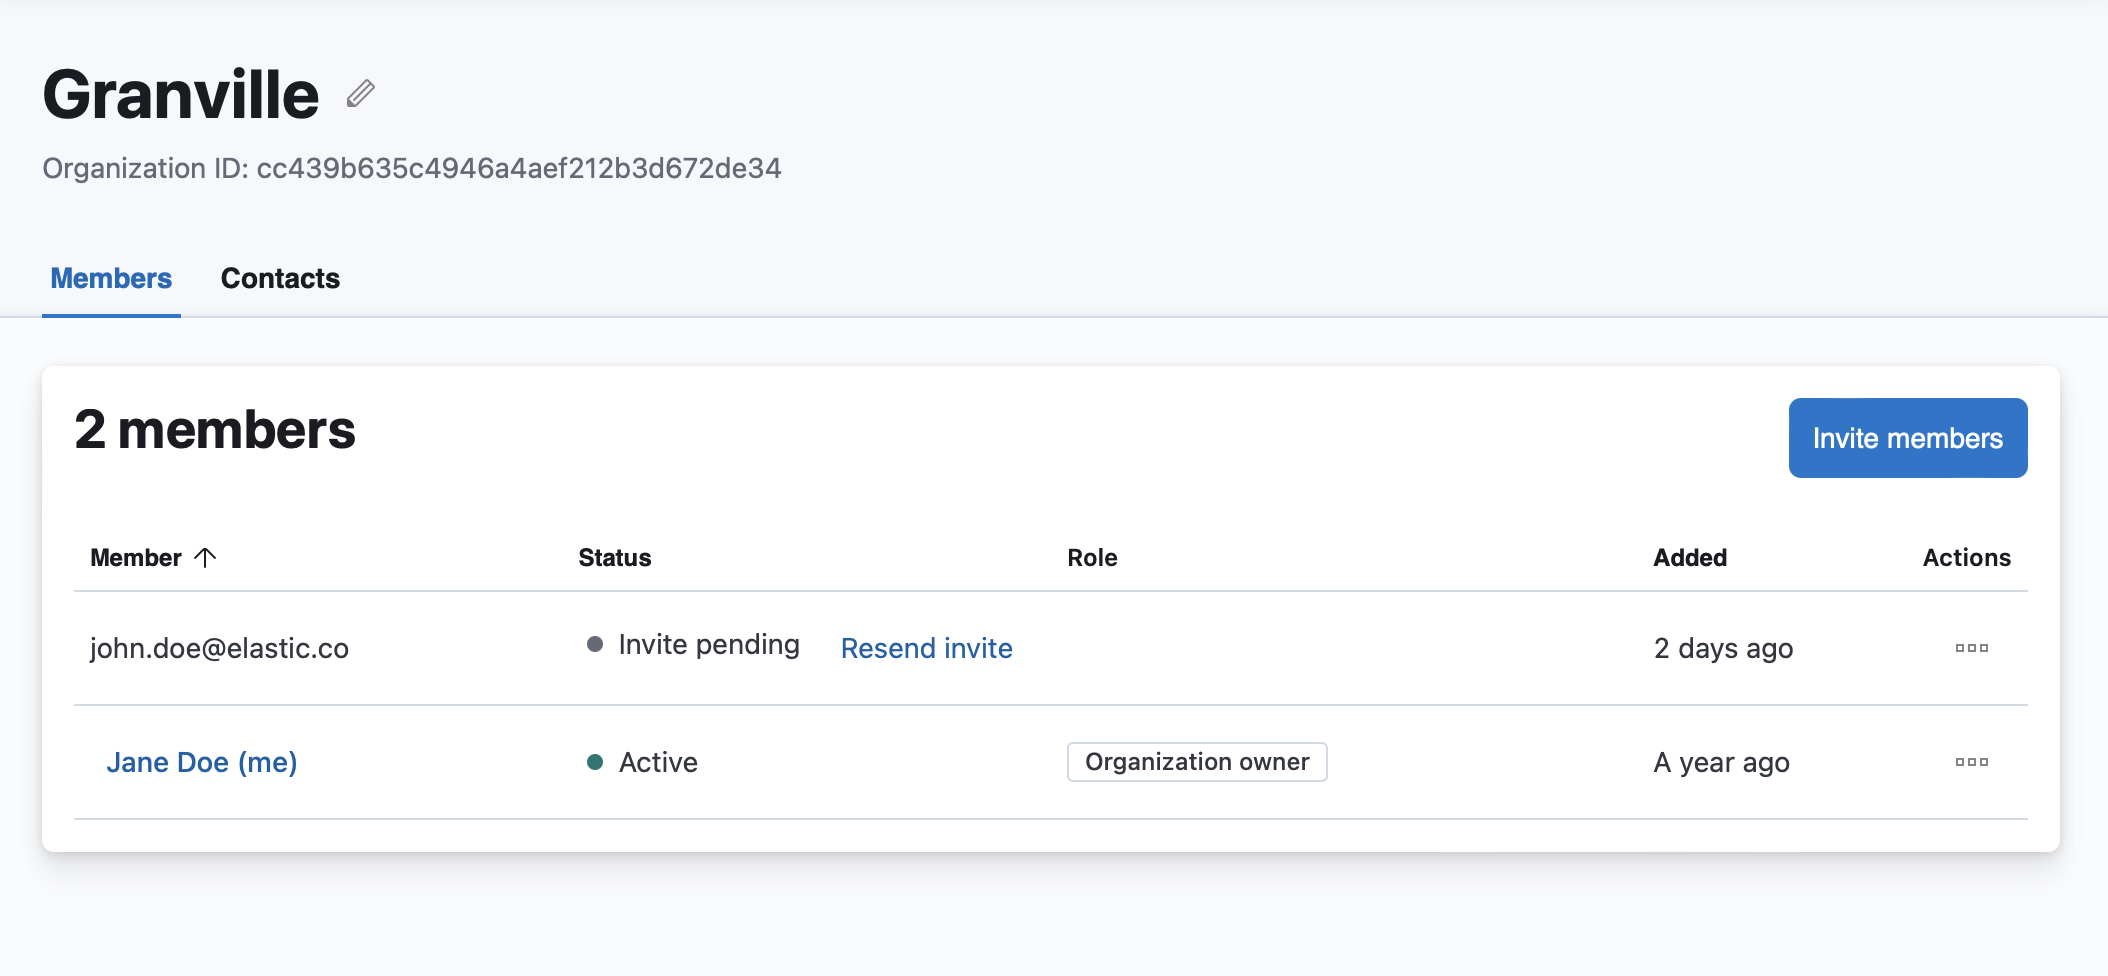 Granville
Organization ID: cc439b635c4946a4aef212b3d672de34
Members Contacts
2 members
Invite members
Member Status Role Added Actions
john.doe@elastic.co Invite pending Resend invite 2 days ago
Jane Doe (me) Active Organization owner A year ago